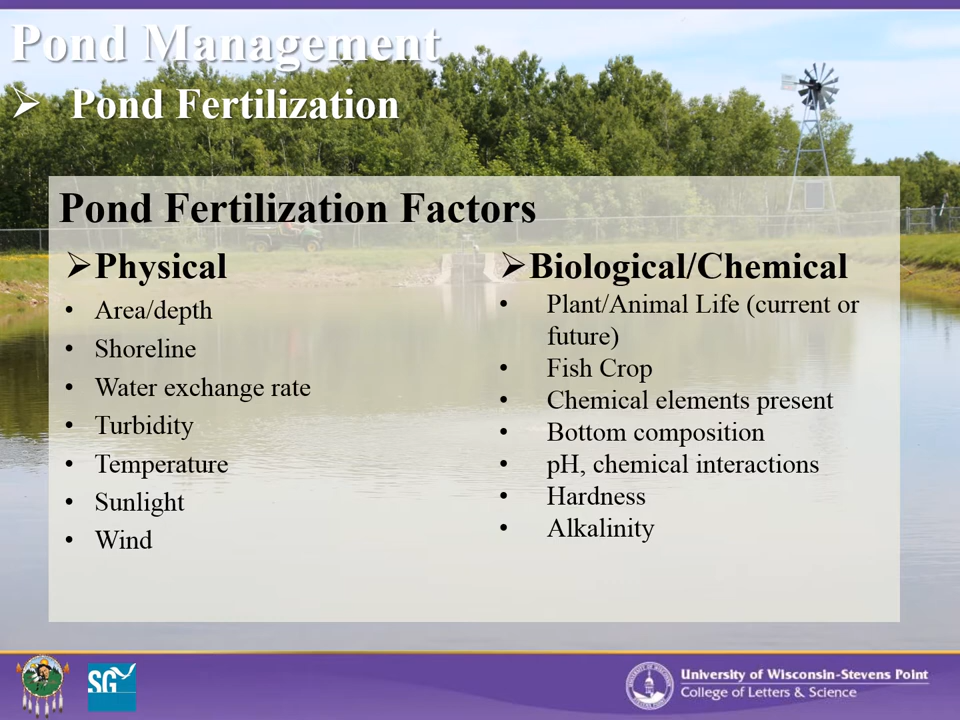 Pond Management
➢ Pond Fertilization
Pond Fertilization Factors
➢Physical
• Area/depth
• Shoreline
• Water exchange rate
• Turbidity
• Temperature
• Sunlight
• Wind
➢Biological/Chemical
• Plant/Animal Life (current or
future)
• Fish Crop
• Chemical elements present
• Bottom composition
• pH, chemical interactions
• Hardness
• Alkalinity
SG
University of Wisconsin-Stevens Point
College of Letters & Science